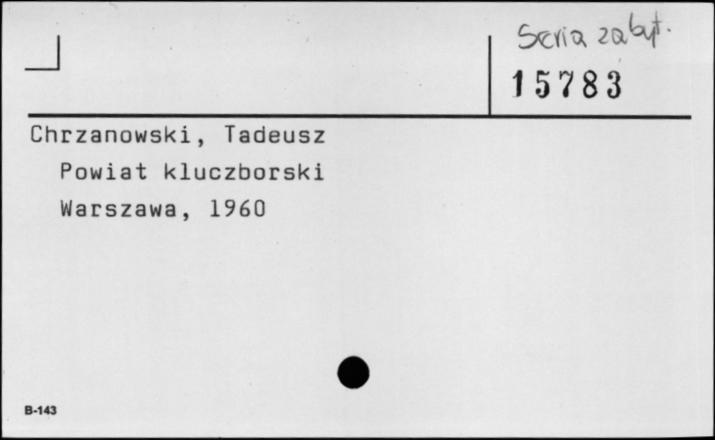 Seria zabyt.
15783
Chrzanowski, Tadeusz
Powiat kluczborski
Warszawa, 1960
B-143